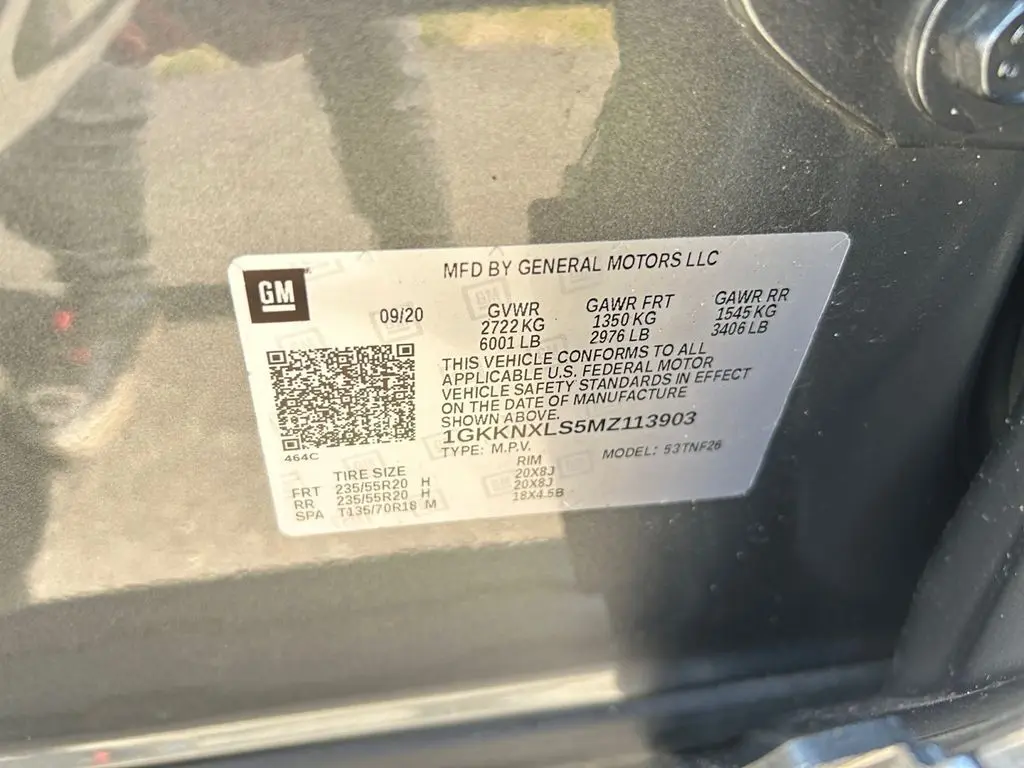 GM
MFD BY GENERAL MOTORS LLC
09/20
GVWR
2722 KG
6001 LB
GAWR FRT
1350 KG
2976 LB
GAWR RR
1545 KG
3406 LB
THIS VEHICLE CONFORMS TO ALL
APPLICABLE U.S. FEDERAL MOTOR
VEHICLE SAFETY STANDARDS IN EFFECT
ON THE DATE OF MANUFACTURE
SHOWN ABOVE.
1GKKNXLS5MZ113903
TYPE: M.P.V.
MODEL: 53TNF26
464C
TIRE SIZE
RIM
FRT 235/55R20 H 20X8J
RR 235/55R20 H 20X8J
SPA T135/70R18 M 18X4.5B